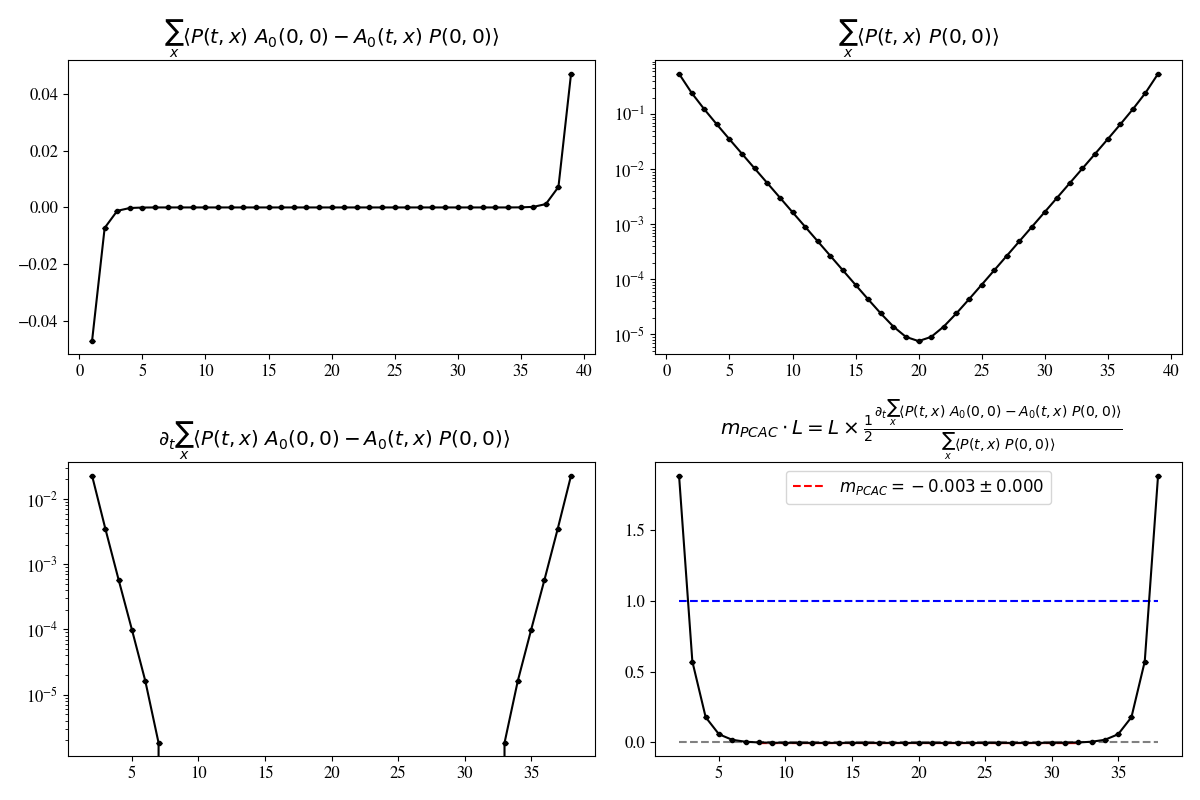 ∑ₓ⟨P(t, x) A₀(0, 0) − A₀(t, x) P(0, 0)⟩
0.04
0.02
0.00
−0.02
−0.04
0 5 10 15 20 25 30 35 40
∑ₓ⟨P(t, x) P(0, 0)⟩
10⁻¹
10⁻²
10⁻³
10⁻⁴
10⁻⁵
0 5 10 15 20 25 30 35 40
∂ₜ∑ₓ⟨P(t, x) A₀(0, 0) − A₀(t, x) P(0, 0)⟩
10⁻²
10⁻³
10⁻⁴
10⁻⁵
5 10 15 20 25 30 35
m_PCAC · L = L × 1/2 ∂ₜ∑ₓ⟨P(t, x) A₀(0, 0) − A₀(t, x) P(0, 0)⟩ / ∑ₓ⟨P(t, x) P(0, 0)⟩
m_PCAC = −0.003 ± 0.000
1.5
1.0
0.5
0.0
5 10 15 20 25 30 35